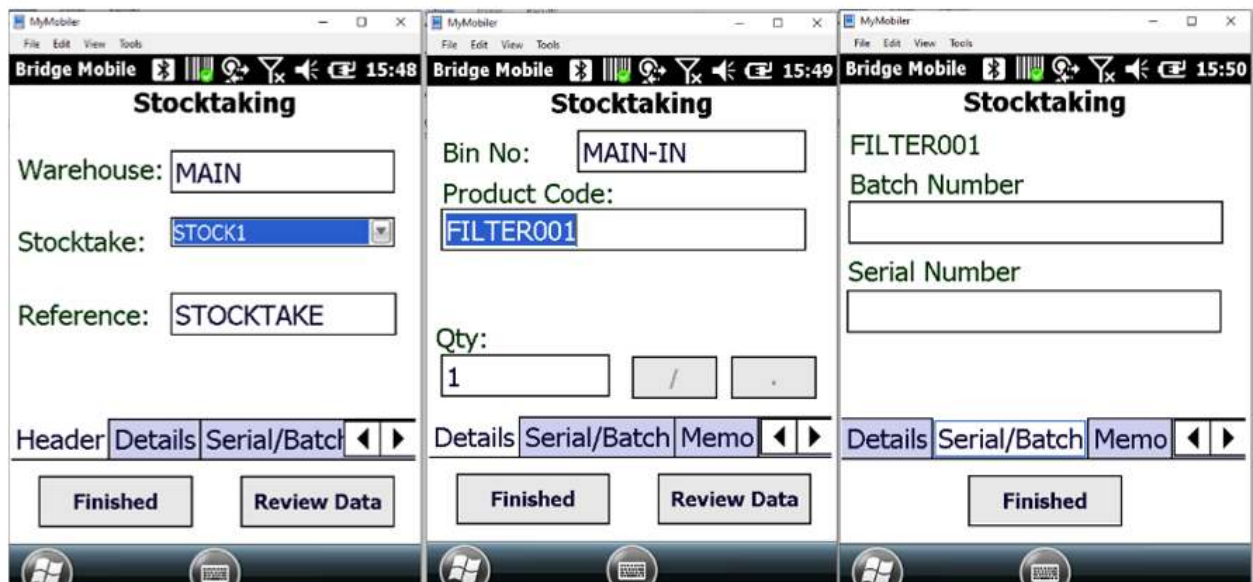 MyMobiler
File Edit View Tools
Bridge Mobile 15:48
Stocktaking
Warehouse: MAIN
Stocktake: STOCK1
Reference: STOCKTAKE
Header Details Serial/Batch
Finished Review Data
MyMobiler
File Edit View Tools
Bridge Mobile 15:49
Stocktaking
Bin No: MAIN-IN
Product Code:
FILTER001
Qty:
1 / .
Details Serial/Batch Memo
Finished Review Data
MyMobiler
File Edit View Tools
Bridge Mobile 15:50
Stocktaking
FILTER001
Batch Number
Serial Number
Details Serial/Batch Memo
Finished